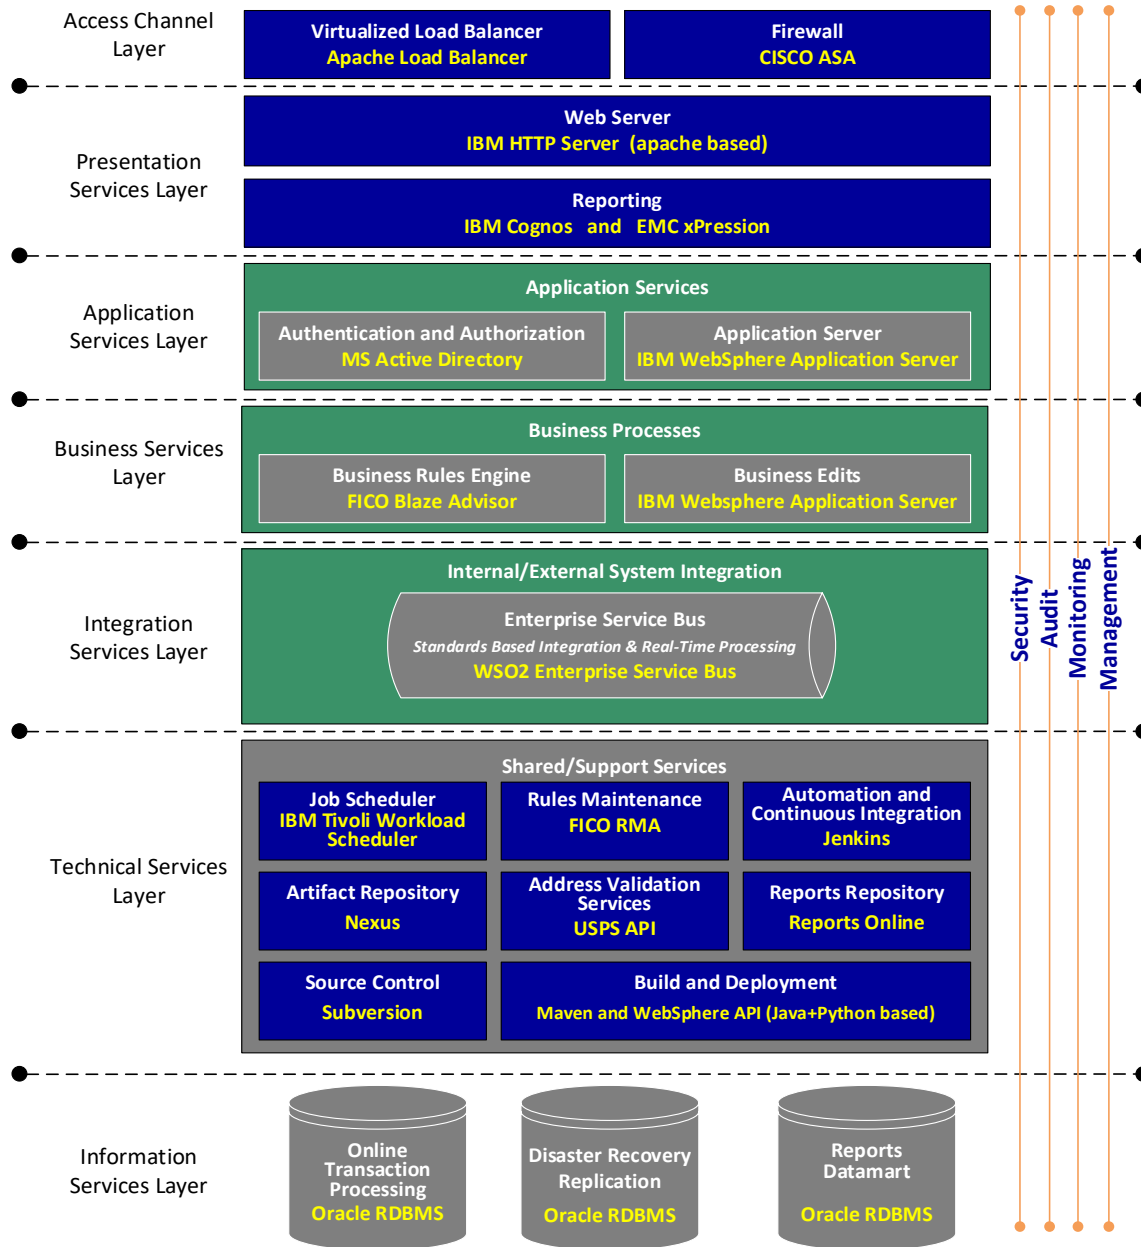 Access Channel
Layer
Virtualized Load Balancer
Apache Load Balancer
Firewall
CISCO ASA
Presentation
Services Layer
Web Server
IBM HTTP Server (apache based)
Reporting
IBM Cognos and EMC xPression
Application
Services Layer
Application Services
Authentication and Authorization
MS Active Directory
Application Server
IBM WebSphere Application Server
Business Services
Layer
Business Processes
Business Rules Engine
FICO Blaze Advisor
Business Edits
IBM Websphere Application Server
Integration
Services Layer
Internal/External System Integration
Enterprise Service Bus
Standards Based Integration & Real-Time Processing
WSO2 Enterprise Service Bus
Technical Services
Layer
Shared/Support Services
Job Scheduler
IBM Tivoli Workload
Scheduler
Rules Maintenance
FICO RMA
Automation and
Continuous Integration
Jenkins
Artifact Repository
Nexus
Address Validation
Services
USPS API
Reports Repository
Reports Online
Source Control
Subversion
Build and Deployment
Maven and WebSphere API (Java+Python based)
Information
Services Layer
Online
Transaction
Processing
Oracle RDBMS
Disaster Recovery
Replication
Oracle RDBMS
Reports
Datamart
Oracle RDBMS
Security
Audit
Monitoring
Management